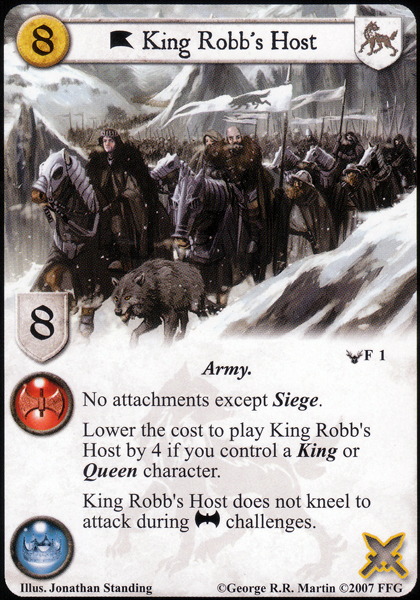 8
King Robb's Host
8
F 1
Army.
No attachments except Siege.
Lower the cost to play King Robb's
Host by 4 if you control a King or
Queen character.
King Robb's Host does not kneel to
attack during challenges.
Illus. Jonathan Standing
©George R.R. Martin ©2007 FFG